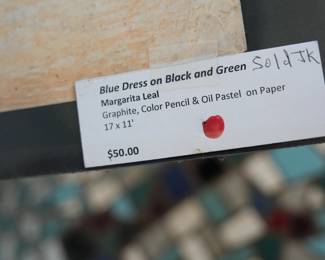 Blue Dress on Black and Green Sold JK
Margarita Leal
Graphite, Color Pencil & Oil Pastel on Paper
17 x 11'
$50.00